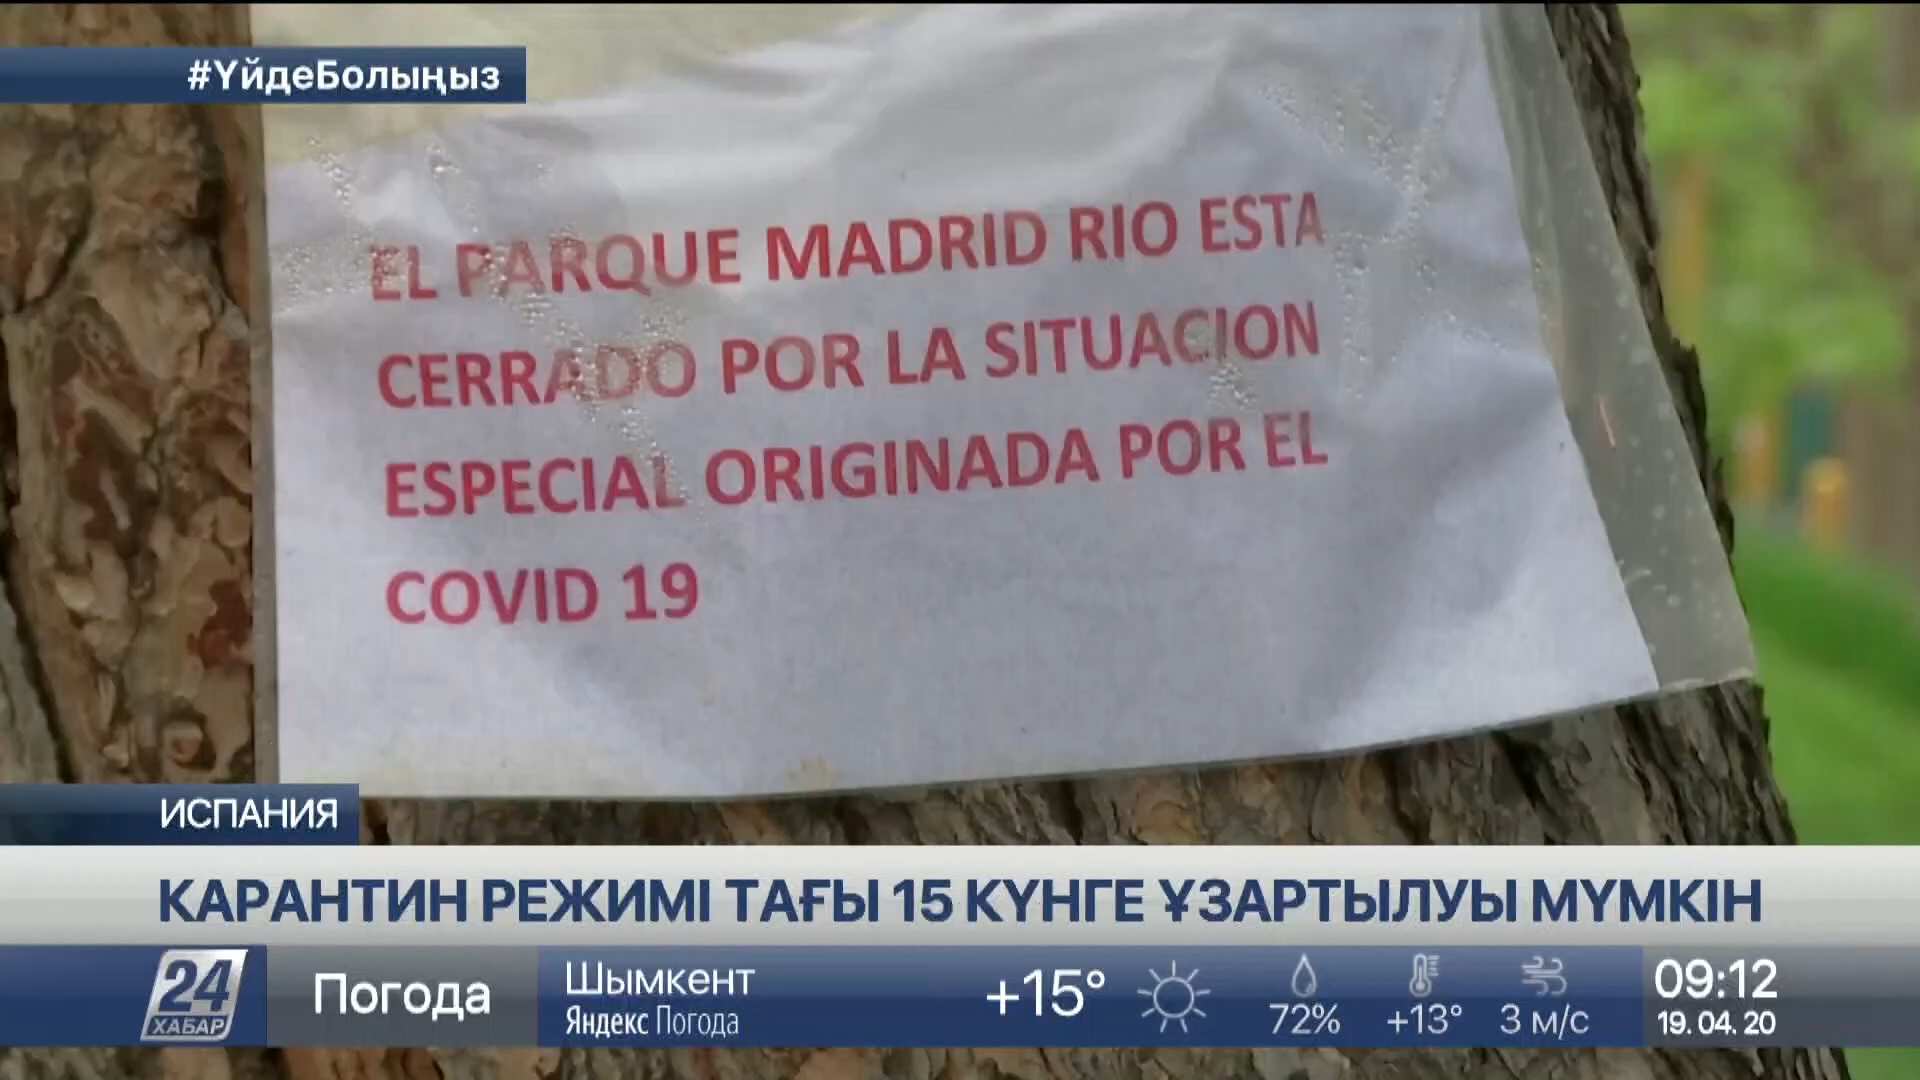 #ҮйдеБолыңыз
EL PARQUE MADRID RIO ESTA
CERRADO POR LA SITUACION
ESPECIAL ORIGINADA POR EL
COVID 19
ИСПАНИЯ
КАРАНТИН РЕЖИМІ ТАҒЫ 15 КҮНГЕ ҰЗАРТЫЛУЫ МҮМКІН
24
ХАБАР
Погода
Шымкент
Яндекс Погода
+15°
72%
+13°
3 м/с
09:12
19. 04. 20